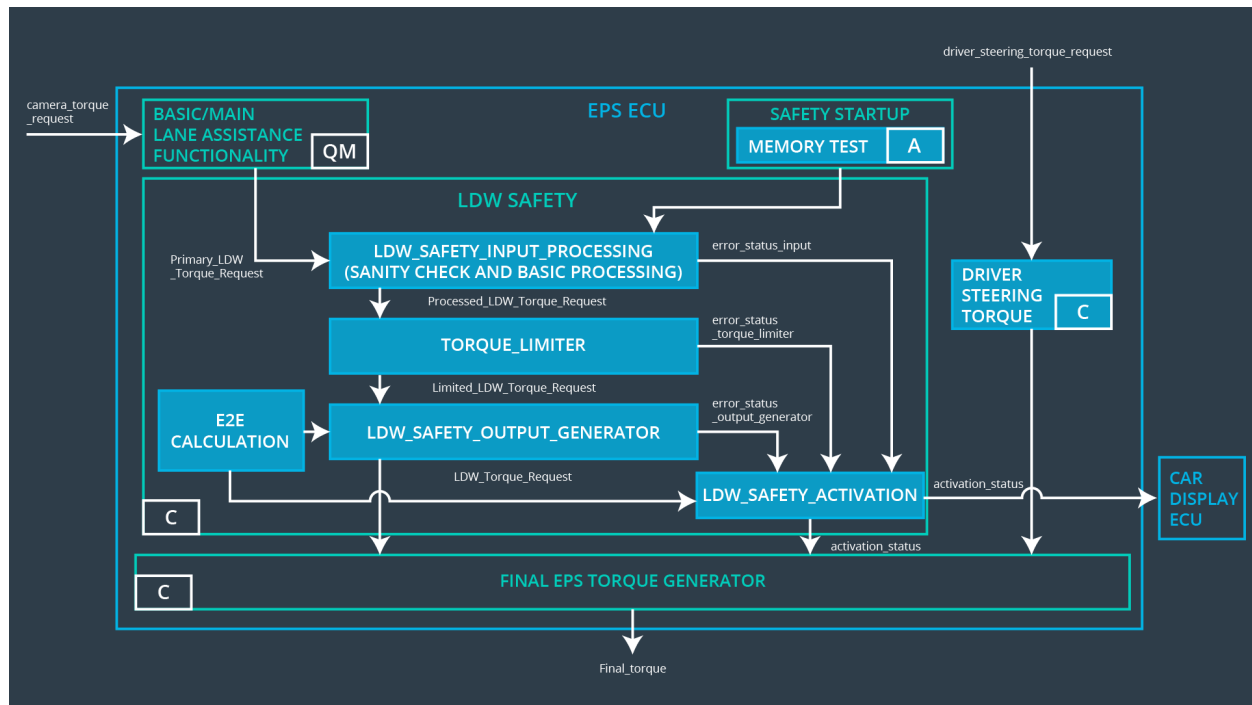 driver_steering_torque_request
camera_torque
_request
EPS ECU
BASIC/MAIN
LANE ASSISTANCE
FUNCTIONALITY
QM
SAFETY STARTUP
MEMORY TEST
A
LDW SAFETY
Primary_LDW
_Torque_Request
LDW_SAFETY_INPUT_PROCESSING
(SANITY CHECK AND BASIC PROCESSING)
error_status_input
DRIVER
STEERING
TORQUE
C
Processed_LDW_Torque_Request
TORQUE_LIMITER
error_status
_torque_limiter
Limited_LDW_Torque_Request
E2E
CALCULATION
LDW_SAFETY_OUTPUT_GENERATOR
error_status
_output_generator
LDW_Torque_Request
LDW_SAFETY_ACTIVATION
activation_status
CAR
DISPLAY
ECU
C
activation_status
FINAL EPS TORQUE GENERATOR
C
Final_torque